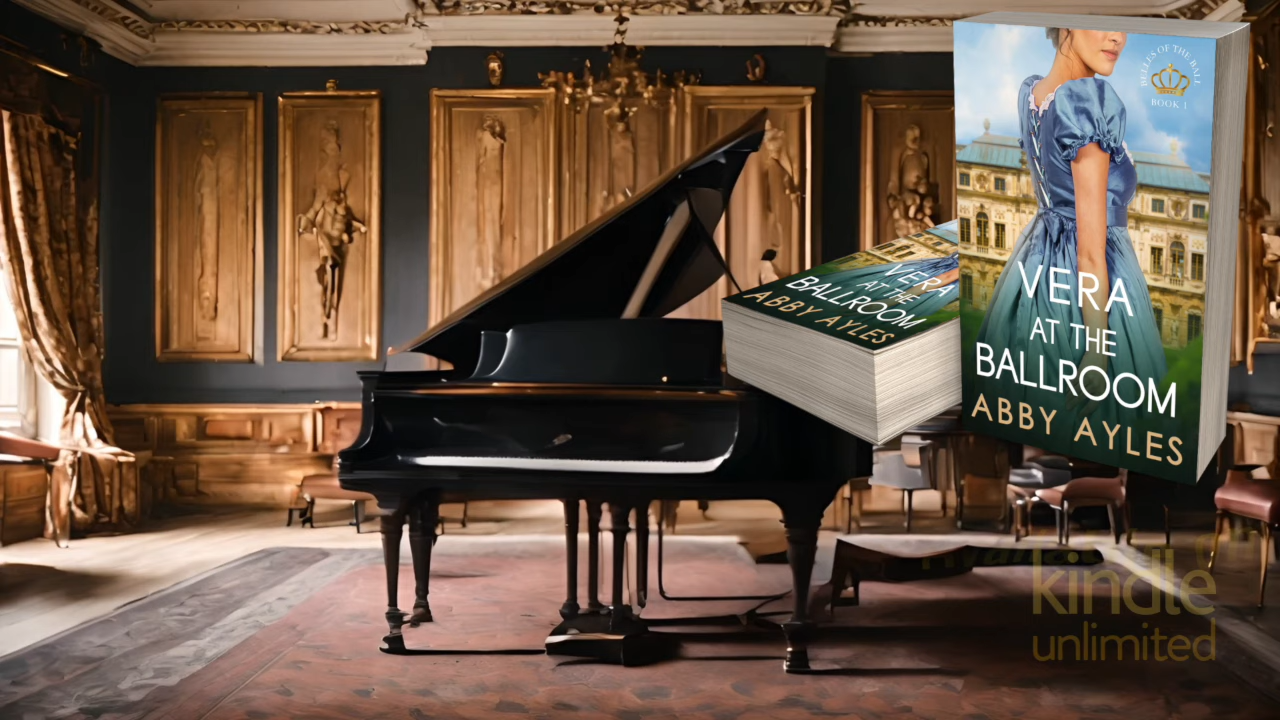 BELLES OF THE BALL
BOOK 1
VERA
AT THE
BALLROOM
ABBY AYLES
VERA
AT THE
BALLROOM
ABBY AYLES
kindle
unlimited